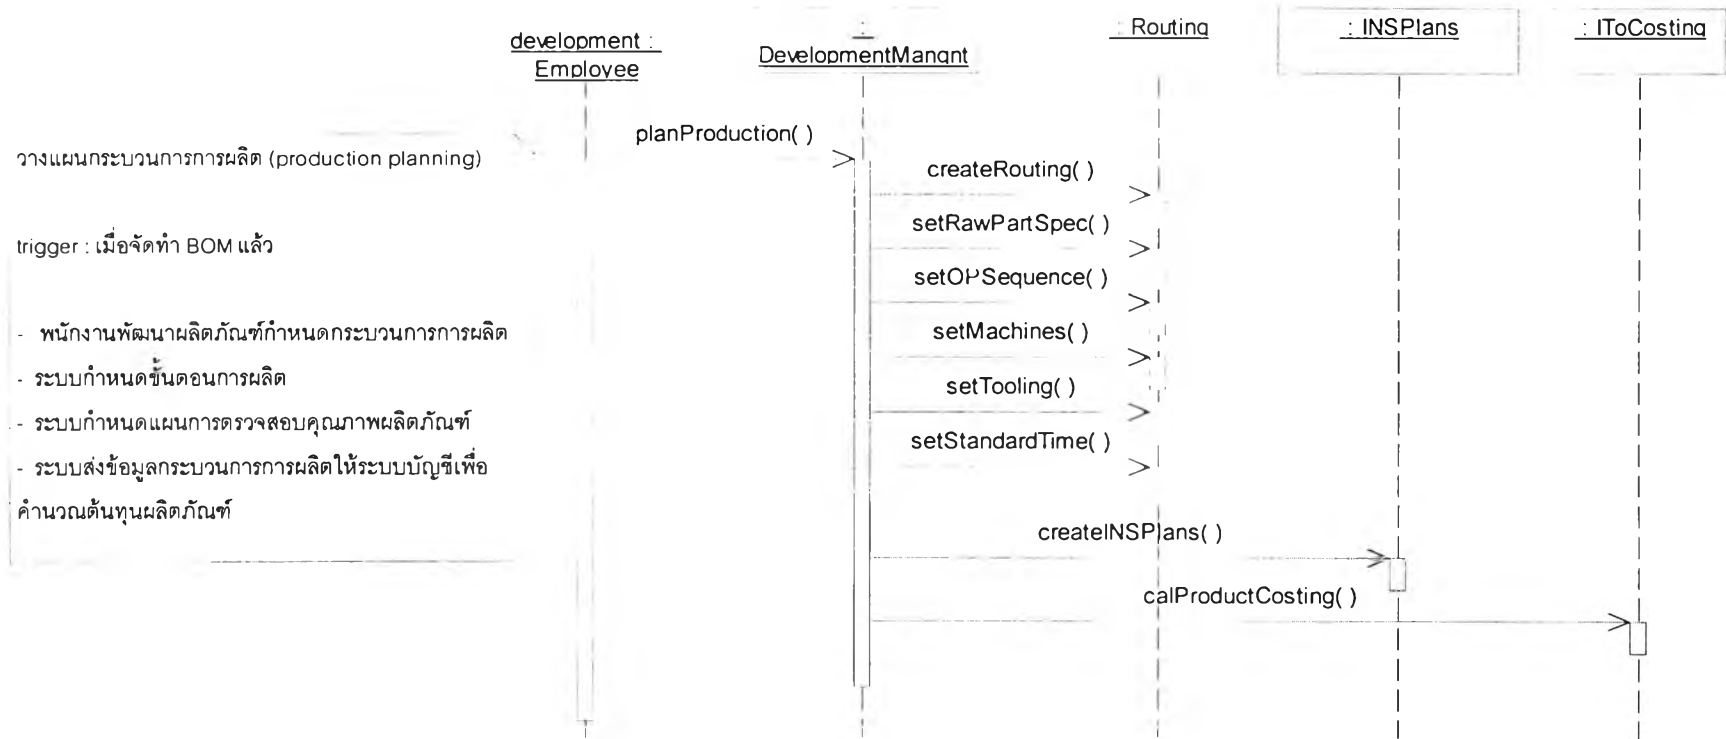 development :
Employee
:
DevelopmentMangnt
: Routing
: INSPlans
: IToCosting
วางแผนกระบวนการการผลิต (production planning)
trigger : เมื่อจัดทำ BOM แล้ว
- พนักงานพัฒนาผลิตภัณฑ์กำหนดกระบวนการการผลิต
- ระบบกำหนดขั้นตอนการผลิต
- ระบบกำหนดแผนการตรวจสอบคุณภาพผลิตภัณฑ์
- ระบบส่งข้อมูลกระบวนการการผลิตให้ระบบบัญชีเพื่อ
คำนวณต้นทุนผลิตภัณฑ์
planProduction( )
createRouting( )
setRawPartSpec( )
setOPSequence( )
setMachines( )
setTooling( )
setStandardTime( )
createINSPlans( )
calProductCosting( )